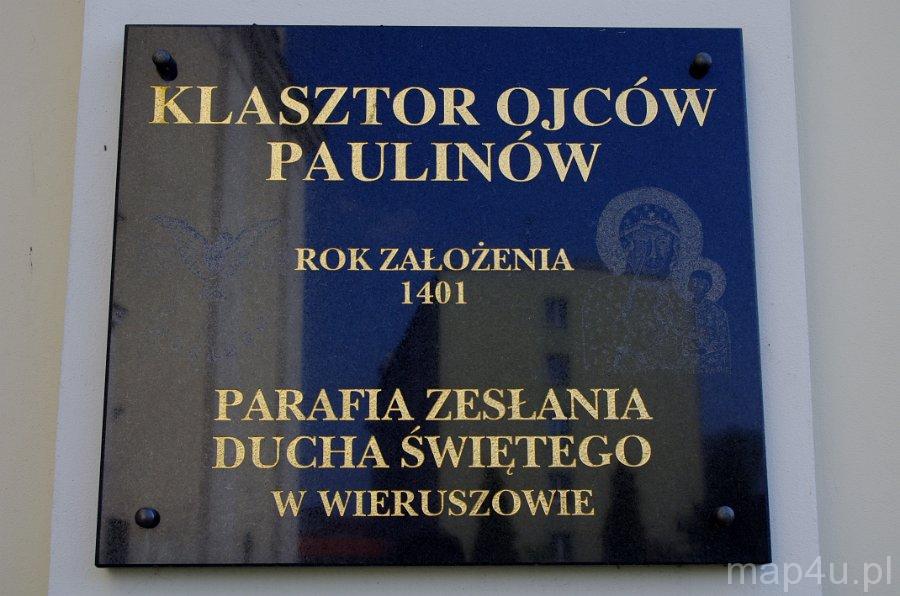 KLASZTOR OJCÓW
PAULINÓW
ROK ZAŁOŻENIA
1401
PARAFIA ZESŁANIA
DUCHA ŚWIĘTEGO
W WIERUSZOWIE
map4u.pl